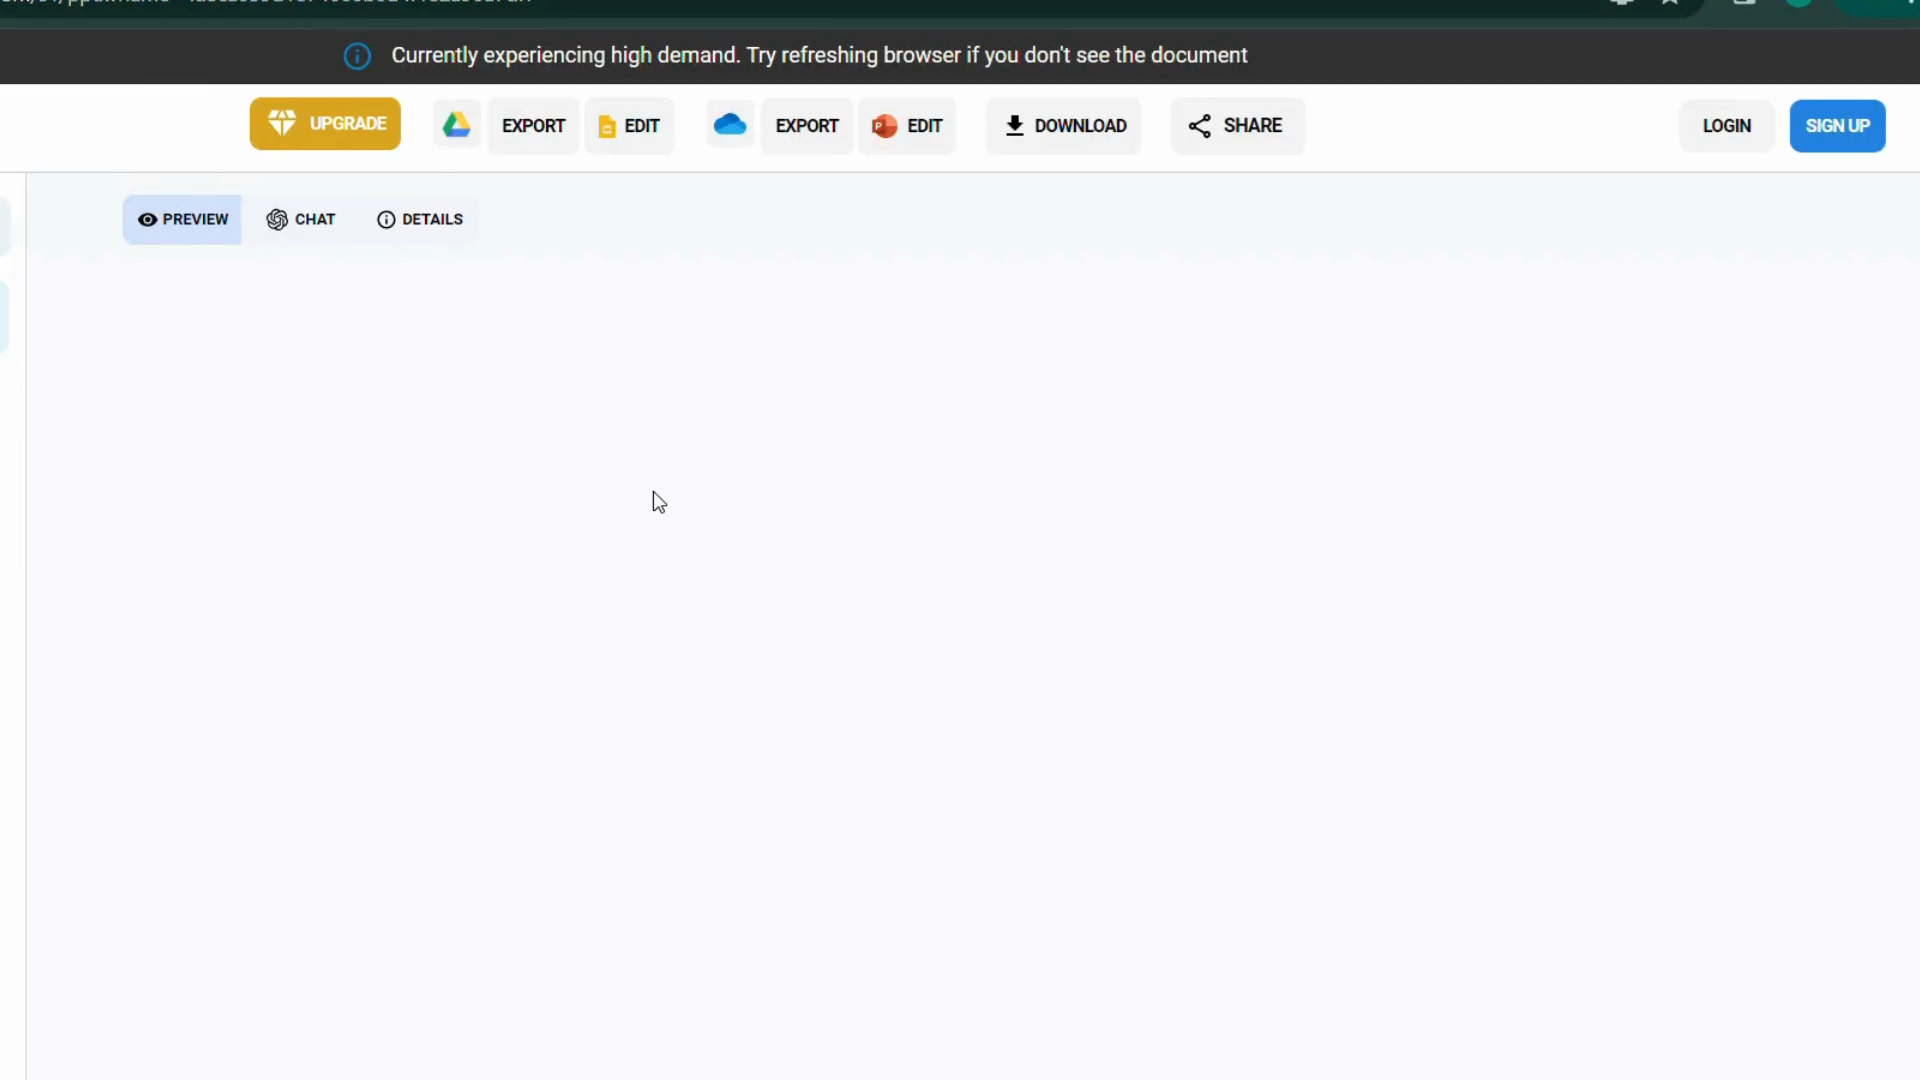 Currently experiencing high demand. Try refreshing browser if you don't see the document
UPGRADE EXPORT EDIT EXPORT EDIT DOWNLOAD SHARE LOGIN SIGN UP
PREVIEW CHAT DETAILS